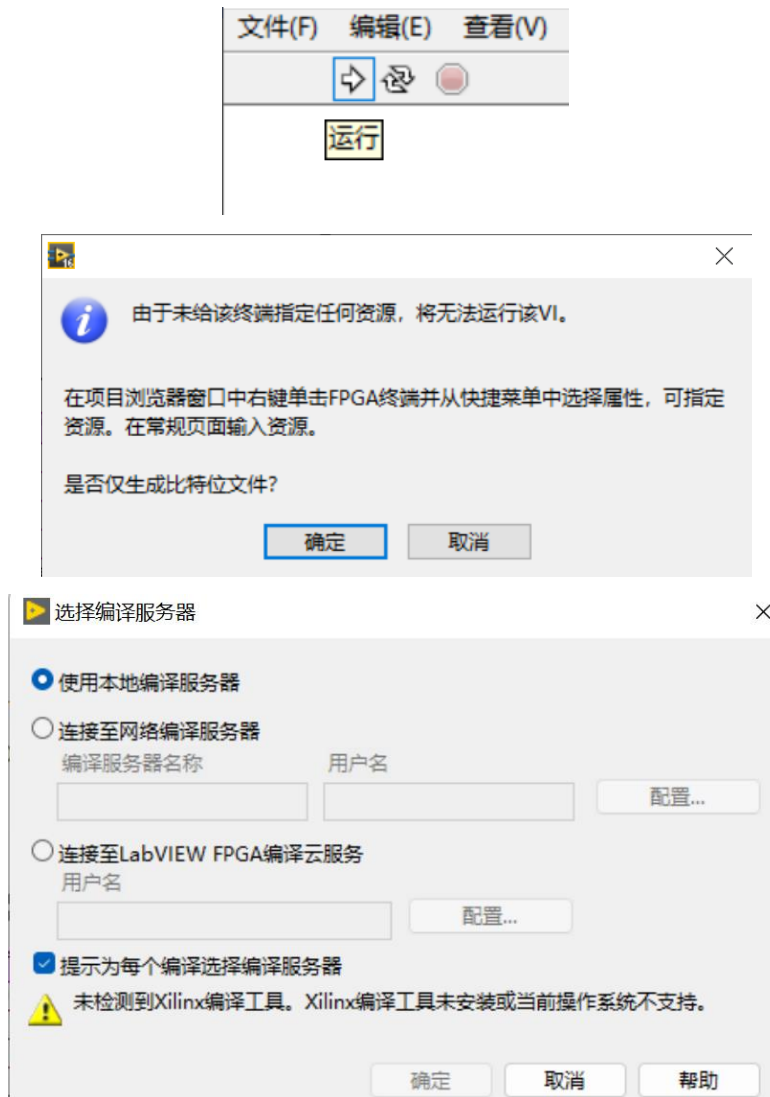 文件(F) 编辑(E) 查看(V)
运行
由于未给该终端指定任何资源，将无法运行该VI。
在项目浏览器窗口中右键单击FPGA终端并从快捷菜单中选择属性，可指定
资源。在常规页面输入资源。
是否仅生成比特位文件?
确定 取消
选择编译服务器
使用本地编译服务器
连接至网络编译服务器
编译服务器名称 用户名
配置...
连接至LabVIEW FPGA编译云服务
用户名
配置...
提示为每个编译选择编译服务器
未检测到Xilinx编译工具。Xilinx编译工具未安装或当前操作系统不支持。
确定 取消 帮助